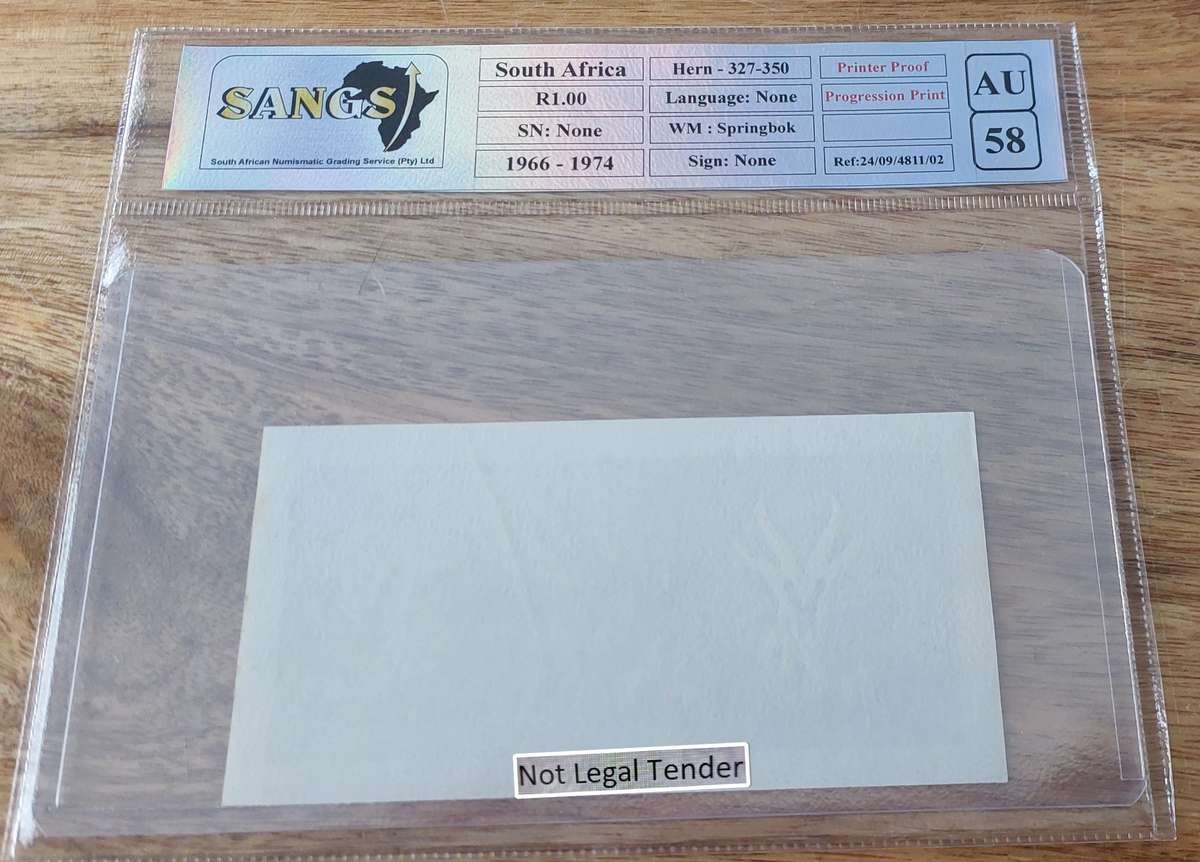 SANGS
South African Numismatic Grading Service (Pty) Ltd
South Africa
R1.00
SN: None
1966 - 1974
Hern - 327-350
Language: None
WM : Springbok
Sign: None
Printer Proof
Progression Print
Ref:24/09/4811/02
AU
58
Not Legal Tender